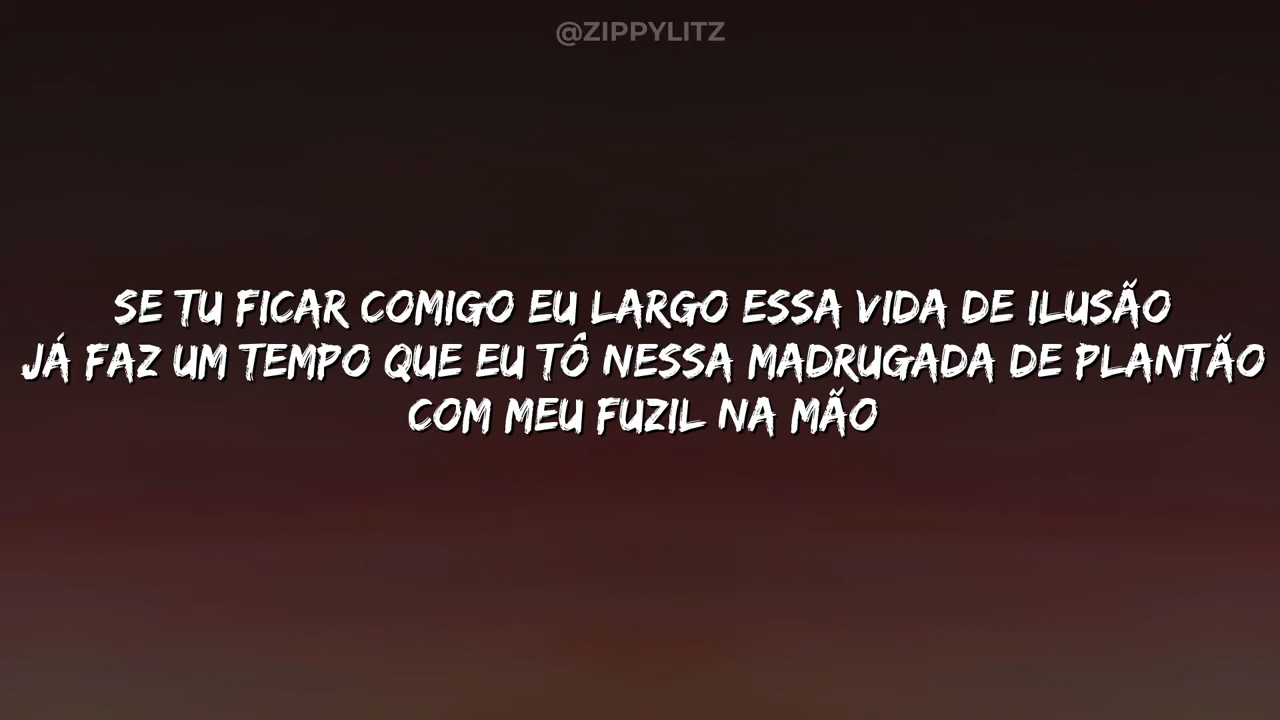 @ZIPPYLITZ
SE TU FICAR COMIGO EU LARGO ESSA VIDA DE ILUSÃO
JÁ FAZ UM TEMPO QUE EU TÔ NESSA MADRUGADA DE PLANTÃO
COM MEU FUZIL NA MÃO